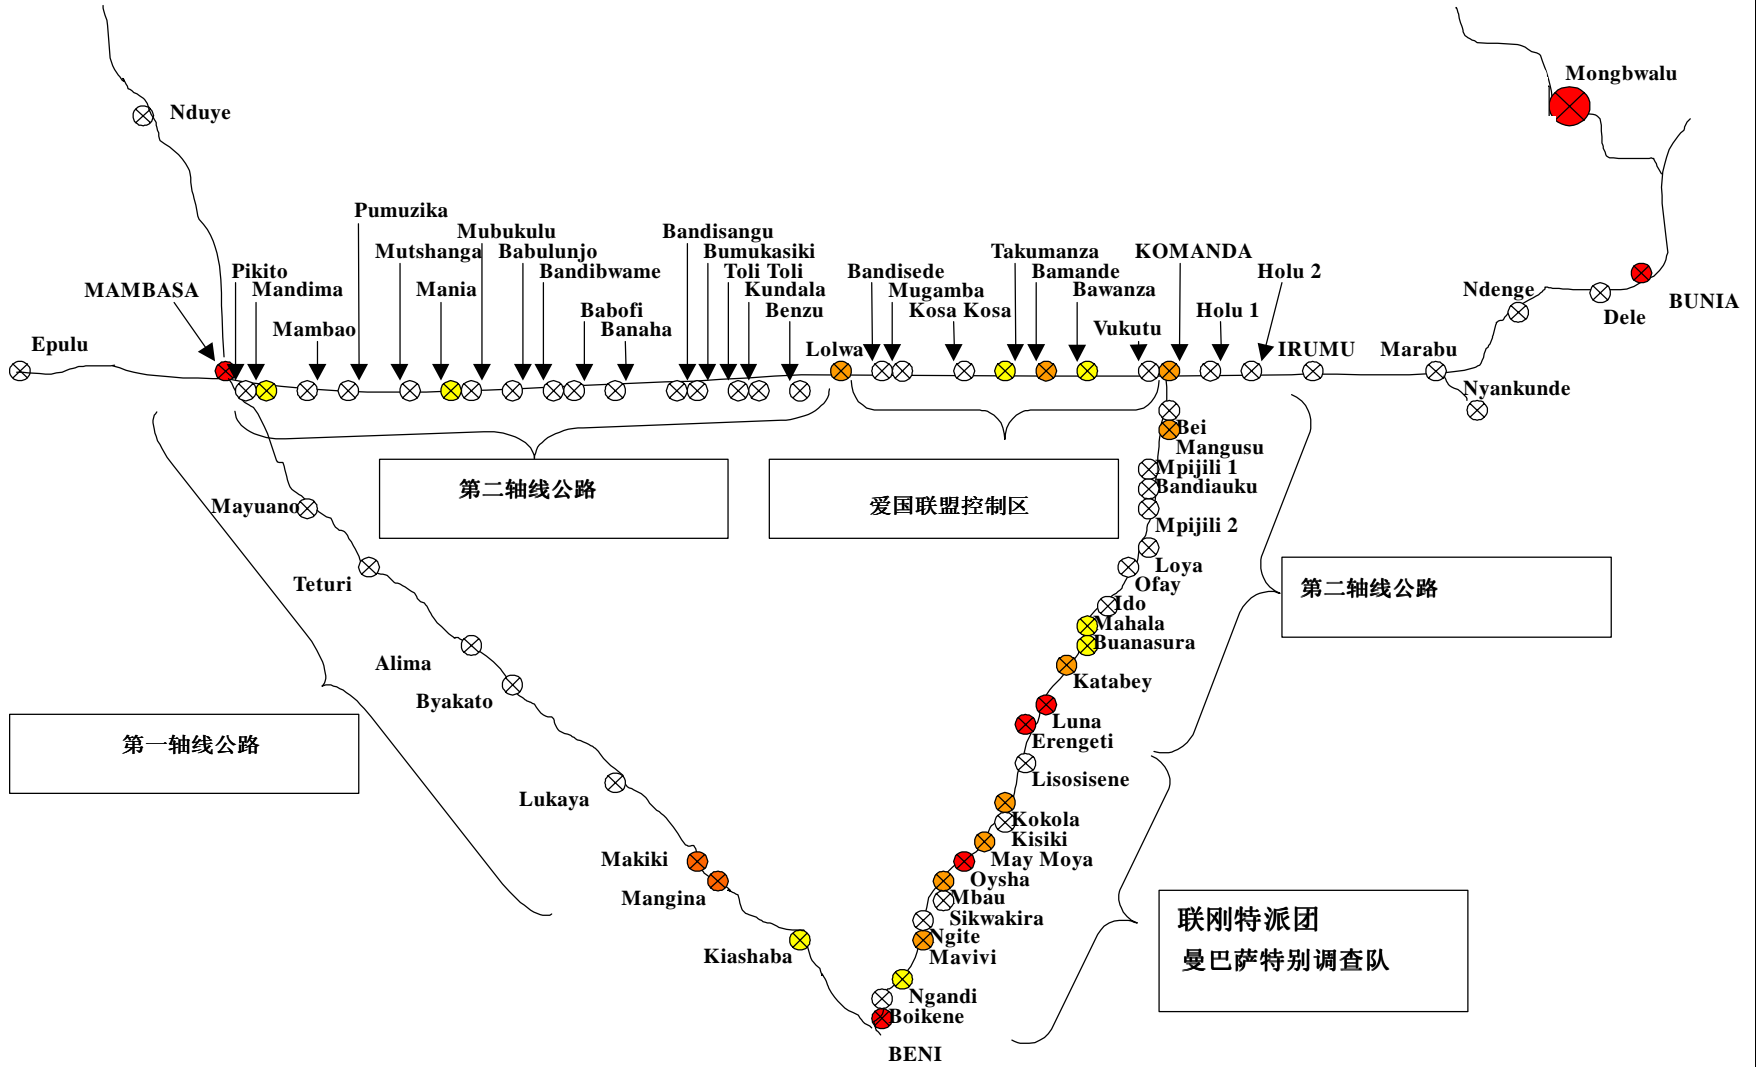 Mongbwalu
Nduye
Pumuzika
Mubukulu
Bandisangu
Mutshanga
Babulunjo
Bumukasiki
Takumanza
KOMANDA
Pikito
Bandibwame
Toli Toli
Bandisede
Bamande
Holu 2
MAMBASA
Mandima
Mania
Kundala
Mugamba
Bawanza
Ndenge
BUNIA
Babofi
Benzu
Kosa Kosa
Holu 1
Dele
Mambao
Banaha
Vukutu
Epulu
Lolwa
IRUMU
Marabu
Nyankunde
Bei
Mangusu
Mpijili 1
Bandiauku
第二轴线公路
爱国联盟控制区
Mayuano
Mpijili 2
Loya
Teturi
Ofay
第二轴线公路
Ido
Mahala
Buanasura
Alima
Katabey
Byakato
Luna
第一轴线公路
Erengeti
Lisosisene
Lukaya
Kokola
Kisiki
Makiki
May Moya
Oysha
Mangina
Mbau
Sikwakira
联刚特派团
Ngite
Kiashaba
Mavivi
曼巴萨特别调查队
Ngandi
Boikene
BENI